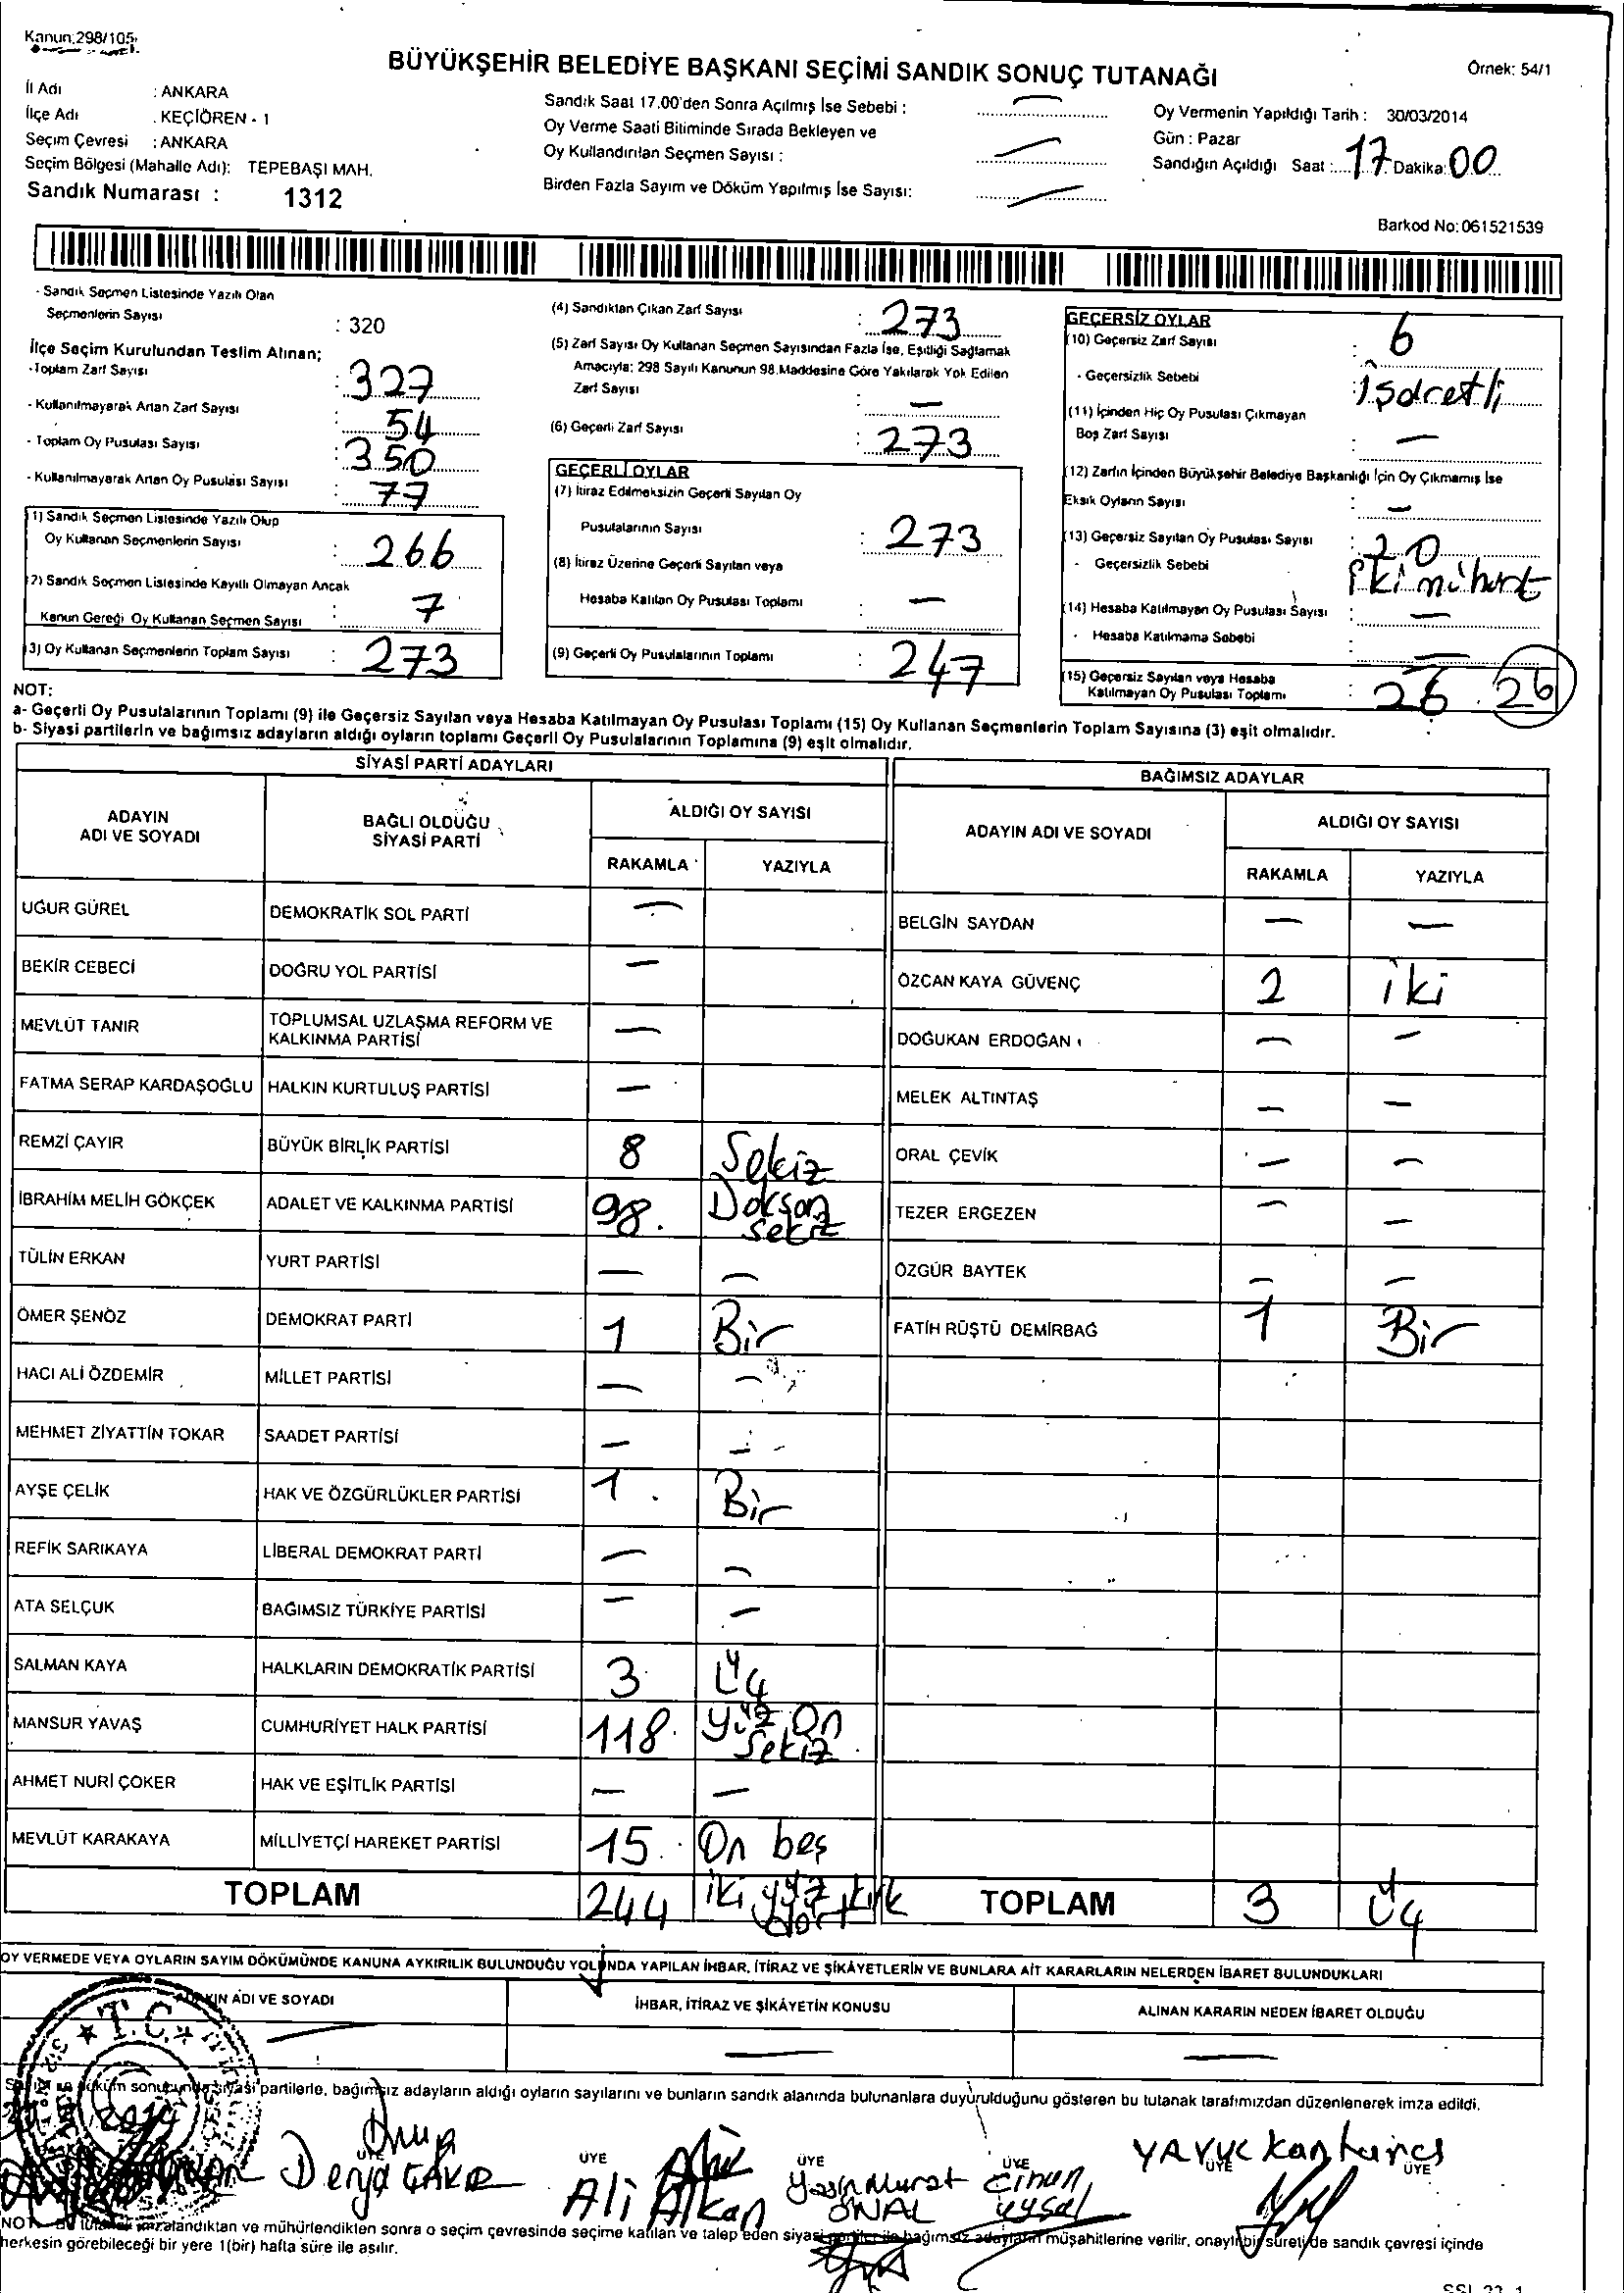 Kanun:298/105
BÜYÜKŞEHİR BELEDİYE BAŞKANI SEÇİMİ SANDIK SONUÇ TUTANAĞI
Örnek: 54/1
İl Adı : ANKARA
İlçe Adı : KEÇİÖREN - 1
Seçim Çevresi : ANKARA
Seçim Bölgesi (Mahalle Adı): TEPEBAŞI MAH.
Sandık Numarası : 1312
Sandık Saat 17.00'den Sonra Açılmış İse Sebebi : —
Oy Verme Saati Bitiminde Sırada Bekleyen ve
Oy Kullandırılan Seçmen Sayısı : —
Birden Fazla Sayım ve Döküm Yapılmış İse Sayısı: —
Oy Vermenin Yapıldığı Tarih : 30/03/2014
Gün : Pazar
Sandığın Açıldığı Saat : 17 Dakika: 00
Barkod No: 061521539
- Sandık Seçmen Listesinde Yazılı Olan
Seçmenlerin Sayısı : 320
İlçe Seçim Kurulundan Teslim Alınan;
-Toplam Zarf Sayısı : 327
- Kullanılmayarak Artan Zarf Sayısı : 54
- Toplam Oy Pusulası Sayısı : 350
- Kullanılmayarak Artan Oy Pusulası Sayısı : 77
1) Sandık Seçmen Listesinde Yazılı Olup
Oy Kullanan Seçmenlerin Sayısı : 266
2) Sandık Seçmen Listesinde Kayıtlı Olmayan Ancak
Kanun Gereği Oy Kullanan Seçmen Sayısı : 7
3) Oy Kullanan Seçmenlerin Toplam Sayısı : 273
(4) Sandıktan Çıkan Zarf Sayısı : 273
(5) Zarf Sayısı Oy Kullanan Seçmen Sayısından Fazla İse, Eşitliği Sağlamak
Amacıyla; 298 Sayılı Kanunun 98.Maddesine Göre Yakılarak Yok Edilen
Zarf Sayısı : —
(6) Geçerli Zarf Sayısı : 273
GEÇERLİ OYLAR
(7) İtiraz Edilmeksizin Geçerli Sayılan Oy
Pusulalarının Sayısı : 273
(8) İtiraz Üzerine Geçerli Sayılan veya
Hesaba Katılan Oy Pusulası Toplamı : —
(9) Geçerli Oy Pusulalarının Toplamı : 247
GEÇERSİZ OYLAR
(10) Geçersiz Zarf Sayısı : 6
- Geçersizlik Sebebi : İşaretli
(11) İçinden Hiç Oy Pusulası Çıkmayan
Boş Zarf Sayısı : —
(12) Zarfın İçinden Büyükşehir Belediye Başkanlığı İçin Oy Çıkmamış İse
Eksik Oyların Sayısı : —
(13) Geçersiz Sayılan Oy Pusulası Sayısı : 20
- Geçersizlik Sebebi :
(14) Hesaba Katılmayan Oy Pusulası Sayısı : —
- Hesaba Katılmama Sebebi : —
(15) Geçersiz Sayılan veya Hesaba
Katılmayan Oy Pusulası Toplamı : 26 26
NOT:
a- Geçerli Oy Pusulalarının Toplamı (9) ile Geçersiz Sayılan veya Hesaba Katılmayan Oy Pusulası Toplamı (15) Oy Kullanan Seçmenlerin Toplam Sayısına (3) eşit olmalıdır.
b- Siyasi partilerin ve bağımsız adayların aldığı oyların toplamı Geçerli Oy Pusulalarının Toplamına (9) eşit olmalıdır.
SİYASİ PARTİ ADAYLARI
ADAYIN ADI VE SOYADI
BAĞLI OLDUĞU SİYASİ PARTİ
ALDIĞI OY SAYISI
RAKAMLA YAZIYLA
UĞUR GÜREL DEMOKRATİK SOL PARTİ —
BEKİR CEBECİ DOĞRU YOL PARTİSİ —
MEVLÜT TANIR TOPLUMSAL UZLAŞMA REFORM VE
KALKINMA PARTİSİ —
FATMA SERAP KARDAŞOĞLU HALKIN KURTULUŞ PARTİSİ —
REMZİ ÇAYIR BÜYÜK BİRLİK PARTİSİ 8 Sekiz
İBRAHİM MELİH GÖKÇEK ADALET VE KALKINMA PARTİSİ 98. Doksan
sekiz
TÜLİN ERKAN YURT PARTİSİ — —
ÖMER ŞENÖZ DEMOKRAT PARTİ 1 Bir
HACI ALİ ÖZDEMİR MİLLET PARTİSİ — —
MEHMET ZİYATTİN TOKAR SAADET PARTİSİ — —
AYŞE ÇELİK HAK VE ÖZGÜRLÜKLER PARTİSİ 1. Bir
REFİK SARIKAYA LİBERAL DEMOKRAT PARTİ — —
ATA SELÇUK BAĞIMSIZ TÜRKİYE PARTİSİ — —
SALMAN KAYA HALKLARIN DEMOKRATİK PARTİSİ 3 Üç
MANSUR YAVAŞ CUMHURİYET HALK PARTİSİ 118. yüz On
Sekiz
AHMET NURİ ÇÖKER HAK VE EŞİTLİK PARTİSİ — —
MEVLÜT KARAKAYA MİLLİYETÇİ HAREKET PARTİSİ 15. On beş
TOPLAM 244 iki yüz kırk
dört
BAĞIMSIZ ADAYLAR
ADAYIN ADI VE SOYADI
ALDIĞI OY SAYISI
RAKAMLA YAZIYLA
BELGİN SAYDAN — —
ÖZCAN KAYA GÜVENÇ 2 iki
DOĞUKAN ERDOĞAN — —
MELEK ALTINTAŞ — —
ORAL ÇEVİK — —
TEZER ERGEZEN — —
ÖZGÜR BAYTEK — —
FATİH RÜŞTÜ DEMİRBAĞ 1 Bir
TOPLAM 3 Üç
OY VERMEDE VEYA OYLARIN SAYIM DÖKÜMÜNDE KANUNA AYKIRILIK BULUNDUĞU YOLUNDA YAPILAN İHBAR, İTİRAZ VE ŞİKÂYETLERİN VE BUNLARA AİT KARARLARIN NELERDEN İBARET BULUNDUKLARI
ADI VE SOYADI
İHBAR, İTİRAZ VE ŞİKÂYETİN KONUSU
ALINAN KARARIN NEDEN İBARET OLDUĞU
— — —
T.C.
döküm sonucunda siyasi partilerle, bağımsız adayların aldığı oyların sayılarını ve bunların sandık alanında bulunanlara duyurulduğunu gösteren bu tutanak tarafımızdan düzenlenerek imza edildi.
2014
ÜYE ÜYE ÜYE ÜYE ÜYE ÜYE
Derya ÇAKIR
Ali Alkan
Yasin Murat ÖNAL
uysal
NOT: Bu tutanak imzalandıktan ve mühürlendikten sonra o seçim çevresinde seçime katılan ve talep eden siyasi partiler ile bağımsız adayların müşahitlerine verilir, onaylı bir sureti de sandık çevresi içinde
herkesin görebileceği bir yere 1(bir) hafta süre ile asılır.